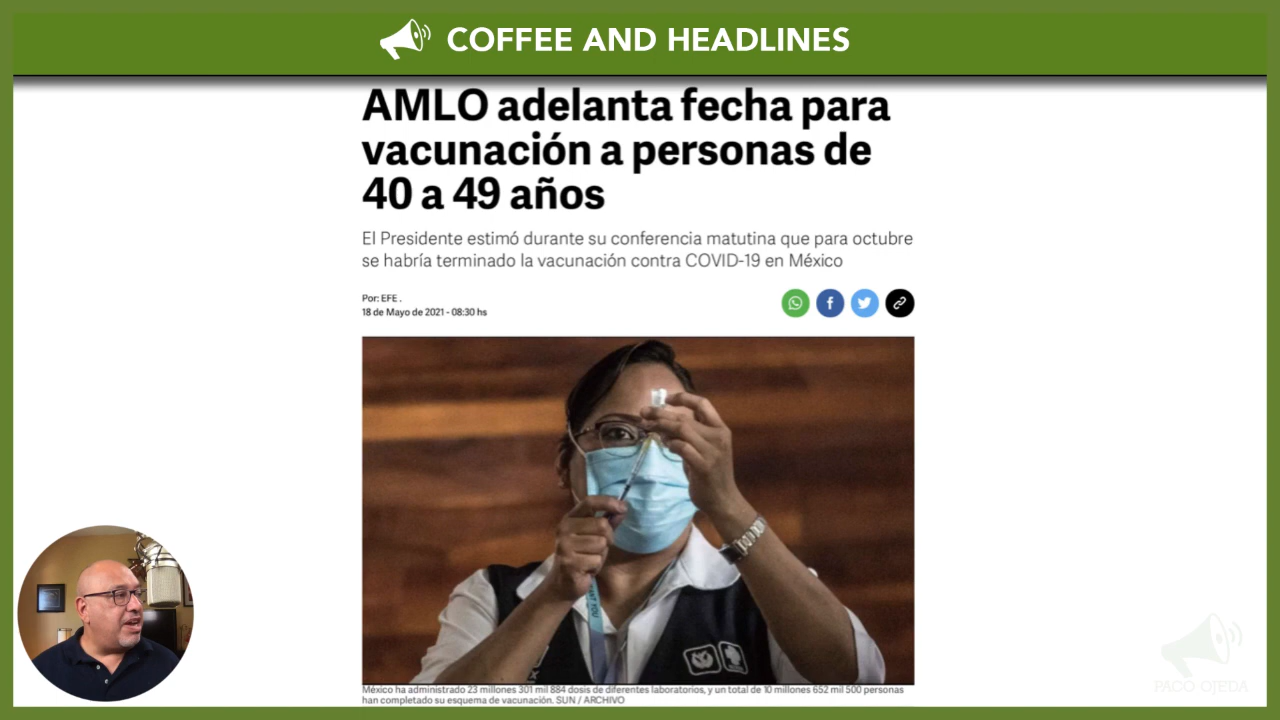 COFFEE AND HEADLINES
AMLO adelanta fecha para
vacunación a personas de
40 a 49 años
El Presidente estimó durante su conferencia matutina que para octubre
se habría terminado la vacunación contra COVID-19 en México
Por: EFE .
18 de Mayo de 2021 - 08:30 hs
México ha administrado 23 millones 301 mil 884 dosis de diferentes laboratorios, y un total de 10 millones 652 mil 500 personas
han completado su esquema de vacunación. SUN / ARCHIVO
PACO OJEDA